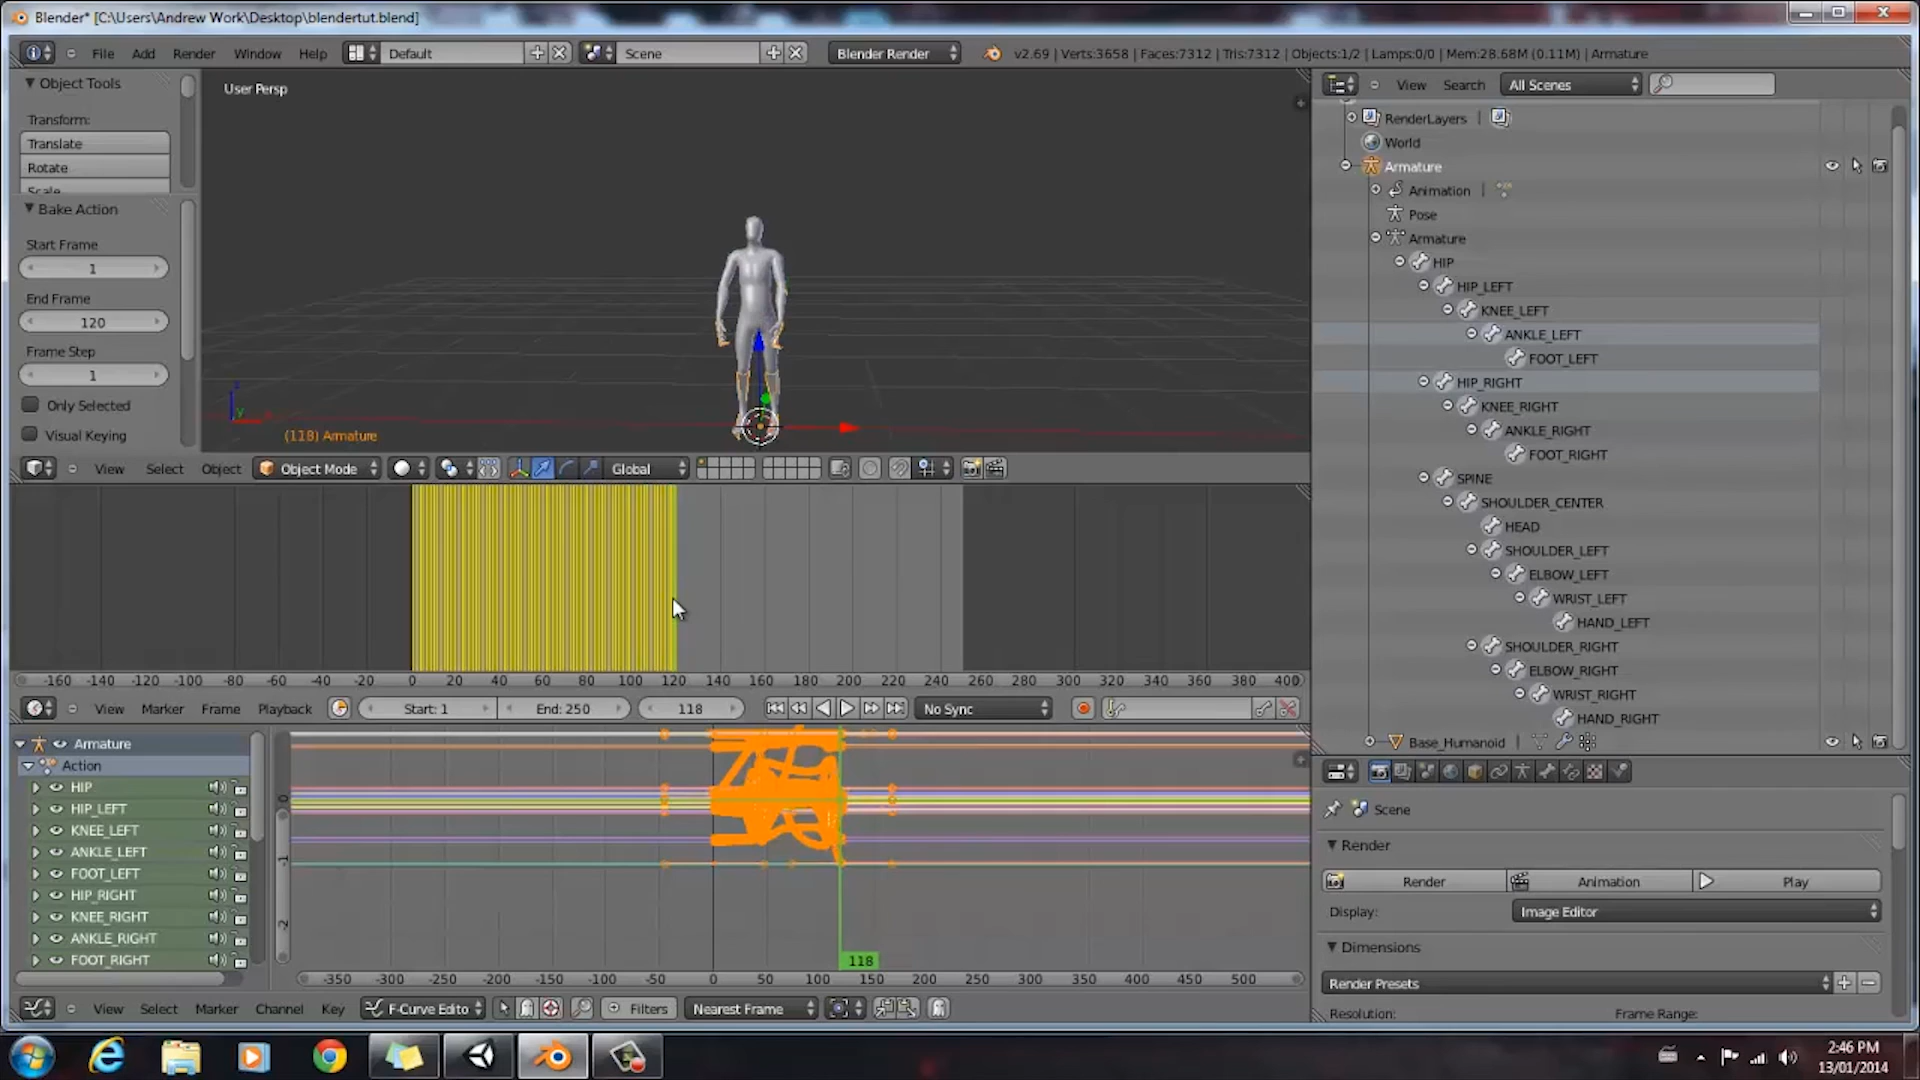 Blender* [C:\Users\Andrew Work\Desktop\blendertut.blend]
File Add Render Window Help Default Scene Blender Render v2.69 | Verts:3658 | Faces:7312 | Tris:7312 | Objects:1/2 | Lamps:0/0 | Mem:28.68M (0.11M) | Armature
Object Tools
Transform:
Translate
Rotate
Scale
Bake Action
Start Frame
1
End Frame
120
Frame Step
1
Only Selected
Visual Keying
User Persp
(118) Armature
View Select Object Object Mode Global
-160 -140 -120 -100 -80 -60 -40 -20 0 20 40 60 80 100 120 140 160 180 200 220 240 260 280 300 320 340 360 380 400
View Marker Frame Playback Start: 1 End: 250 118 No Sync
Armature
Action
HIP
HIP_LEFT
KNEE_LEFT
ANKLE_LEFT
FOOT_LEFT
HIP_RIGHT
KNEE_RIGHT
ANKLE_RIGHT
FOOT_RIGHT
0
-1
-2
118
-350 -300 -250 -200 -150 -100 -50 0 50 100 150 200 250 300 350 400 450 500
View Select Marker Channel Key F-Curve Edito Filters Nearest Frame
View Search All Scenes
RenderLayers
World
Armature
Animation
Pose
Armature
HIP
HIP_LEFT
KNEE_LEFT
ANKLE_LEFT
FOOT_LEFT
HIP_RIGHT
KNEE_RIGHT
ANKLE_RIGHT
FOOT_RIGHT
SPINE
SHOULDER_CENTER
HEAD
SHOULDER_LEFT
ELBOW_LEFT
WRIST_LEFT
HAND_LEFT
SHOULDER_RIGHT
ELBOW_RIGHT
WRIST_RIGHT
HAND_RIGHT
Base_Humanoid
Scene
Render
Render Animation Play
Display: Image Editor
Dimensions
Render Presets
Resolution: Frame Range:
2:46 PM
13/01/2014